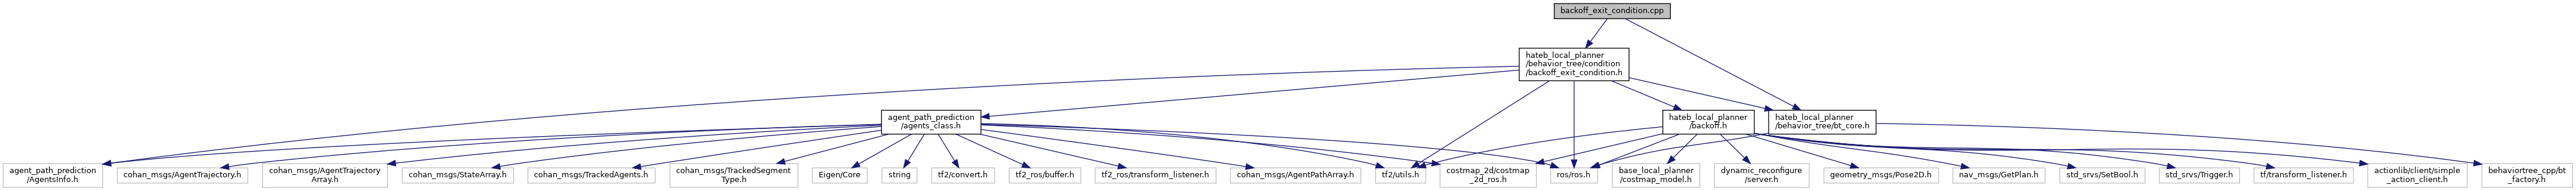 backoff_exit_condition.cpp
hateb_local_planner
/behavior_tree/condition
/backoff_exit_condition.h
agent_path_prediction
/agents_class.h
hateb_local_planner
/backoff.h
hateb_local_planner
/behavior_tree/bt_core.h
agent_path_prediction
/AgentsInfo.h
cohan_msgs/AgentTrajectory.h
cohan_msgs/AgentTrajectory
Array.h
cohan_msgs/StateArray.h
cohan_msgs/TrackedAgents.h
cohan_msgs/TrackedSegment
Type.h
Eigen/Core
string
tf2/convert.h
tf2_ros/buffer.h
tf2_ros/transform_listener.h
cohan_msgs/AgentPathArray.h
tf2/utils.h
costmap_2d/costmap
_2d_ros.h
ros/ros.h
base_local_planner
/costmap_model.h
dynamic_reconfigure
/server.h
geometry_msgs/Pose2D.h
nav_msgs/GetPlan.h
std_srvs/SetBool.h
std_srvs/Trigger.h
tf/transform_listener.h
actionlib/client/simple
_action_client.h
behaviortree_cpp/bt
_factory.h